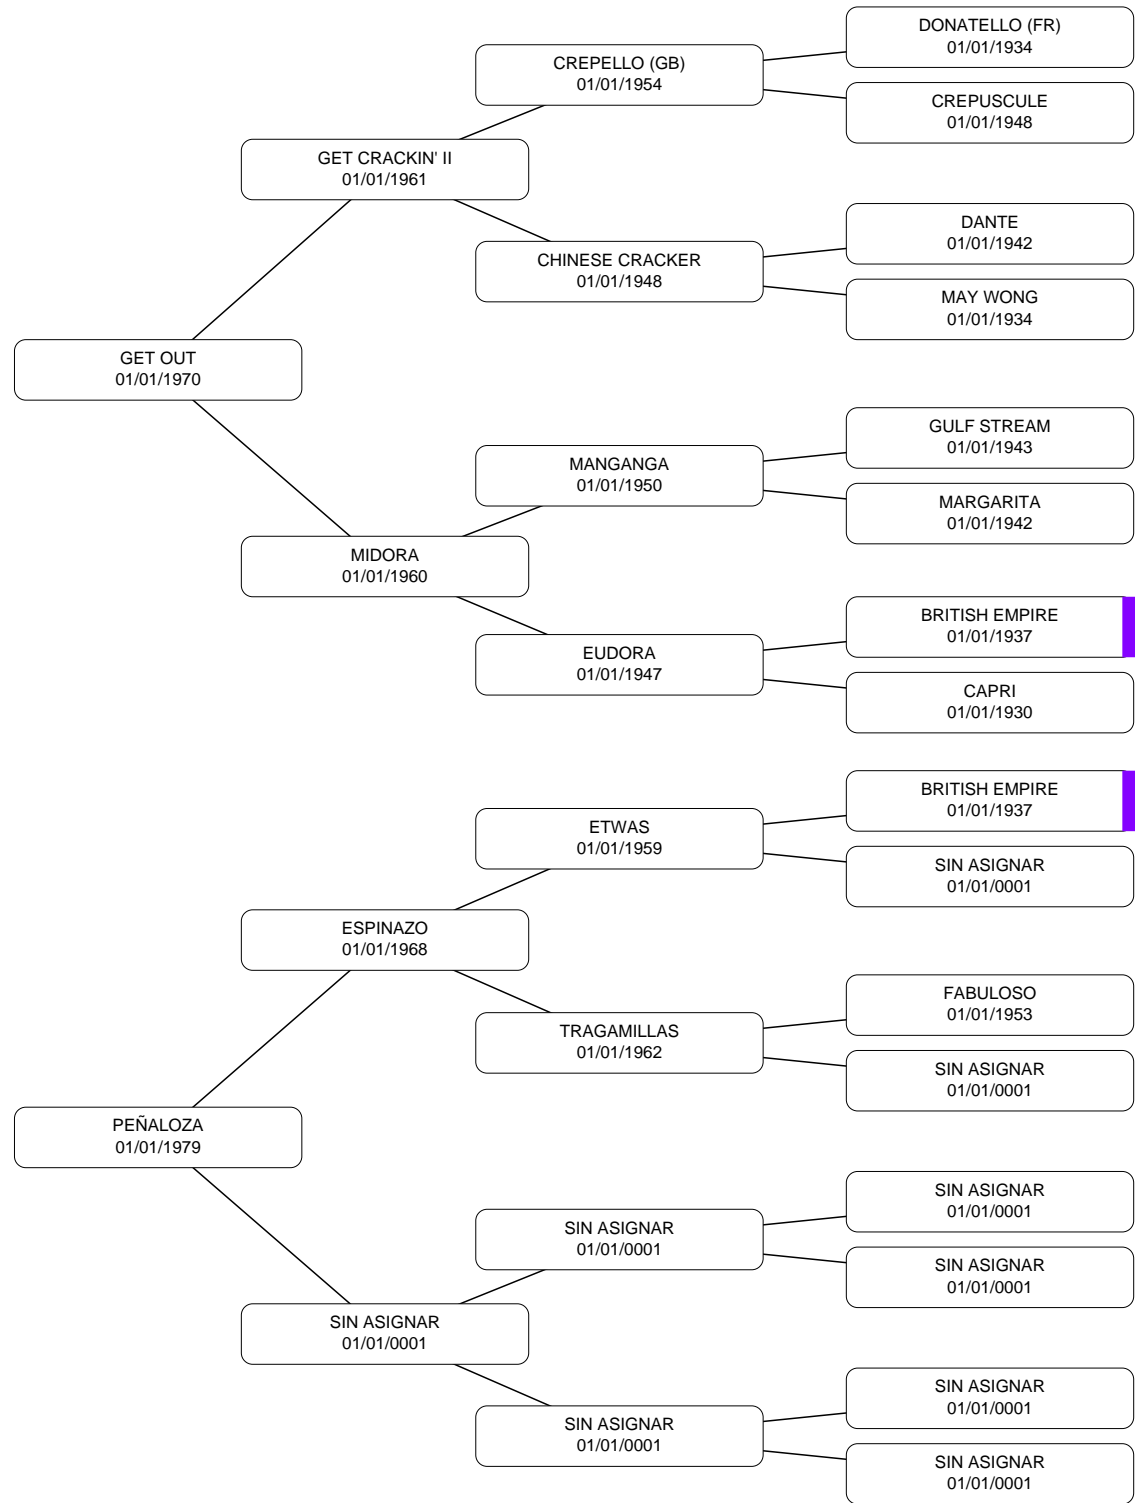 DONATELLO (FR)
01/01/1934
CREPELLO (GB)
01/01/1954
CREPUSCULE
01/01/1948
GET CRACKIN' II
01/01/1961
DANTE
01/01/1942
CHINESE CRACKER
01/01/1948
MAY WONG
01/01/1934
GET OUT
01/01/1970
GULF STREAM
01/01/1943
MANGANGA
01/01/1950
MARGARITA
01/01/1942
MIDORA
01/01/1960
BRITISH EMPIRE
01/01/1937
EUDORA
01/01/1947
CAPRI
01/01/1930
BRITISH EMPIRE
01/01/1937
ETWAS
01/01/1959
SIN ASIGNAR
01/01/0001
ESPINAZO
01/01/1968
FABULOSO
01/01/1953
TRAGAMILLAS
01/01/1962
SIN ASIGNAR
01/01/0001
PEÑALOZA
01/01/1979
SIN ASIGNAR
01/01/0001
SIN ASIGNAR
01/01/0001
SIN ASIGNAR
01/01/0001
SIN ASIGNAR
01/01/0001
SIN ASIGNAR
01/01/0001
SIN ASIGNAR
01/01/0001
SIN ASIGNAR
01/01/0001